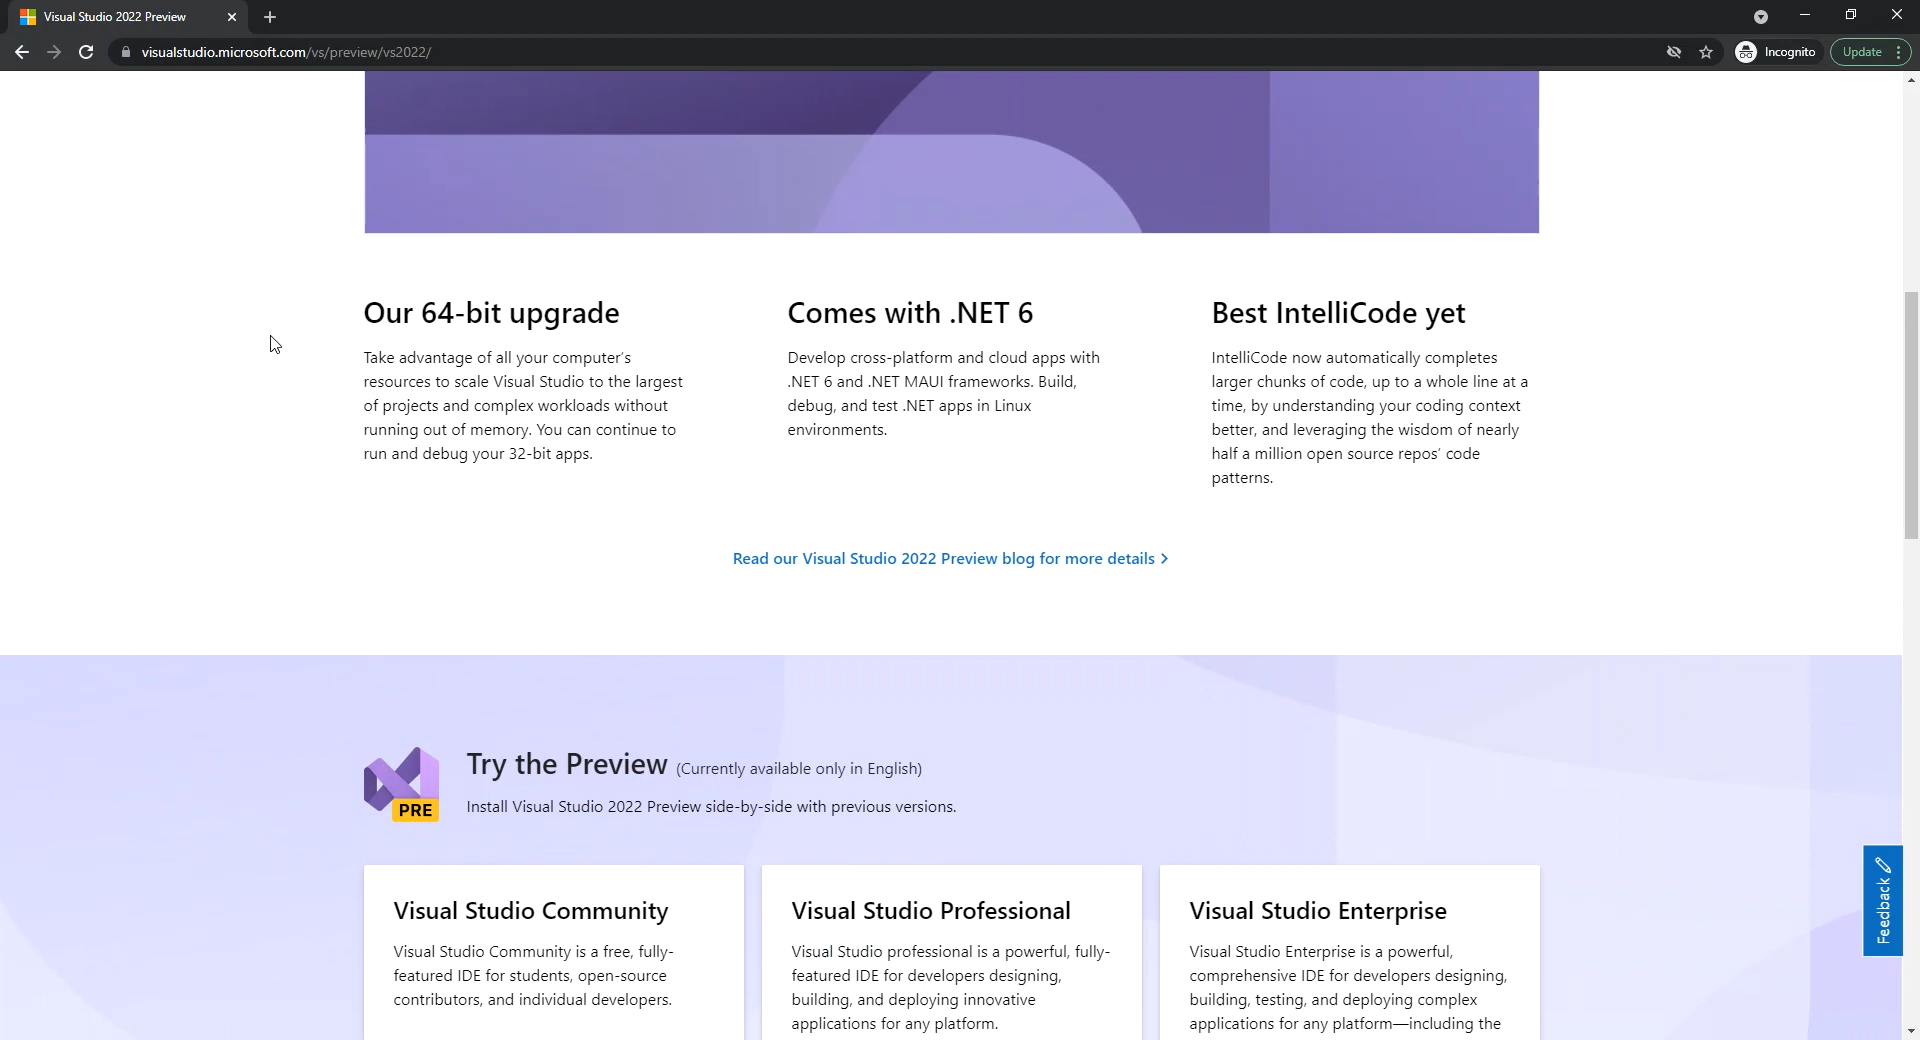 Visual Studio 2022 Preview
visualstudio.microsoft.com/vs/preview/vs2022/
Incognito
Update
Our 64-bit upgrade
Take advantage of all your computer's
resources to scale Visual Studio to the largest
of projects and complex workloads without
running out of memory. You can continue to
run and debug your 32-bit apps.
Comes with .NET 6
Develop cross-platform and cloud apps with
.NET 6 and .NET MAUI frameworks. Build,
debug, and test .NET apps in Linux
environments.
Best IntelliCode yet
IntelliCode now automatically completes
larger chunks of code, up to a whole line at a
time, by understanding your coding context
better, and leveraging the wisdom of nearly
half a million open source repos' code
patterns.
Read our Visual Studio 2022 Preview blog for more details >
PRE
Try the Preview (Currently available only in English)
Install Visual Studio 2022 Preview side-by-side with previous versions.
Visual Studio Community
Visual Studio Community is a free, fully-
featured IDE for students, open-source
contributors, and individual developers.
Visual Studio Professional
Visual Studio professional is a powerful, fully-
featured IDE for developers designing,
building, and deploying innovative
applications for any platform.
Visual Studio Enterprise
Visual Studio Enterprise is a powerful,
comprehensive IDE for developers designing,
building, testing, and deploying complex
applications for any platform—including the
Feedback